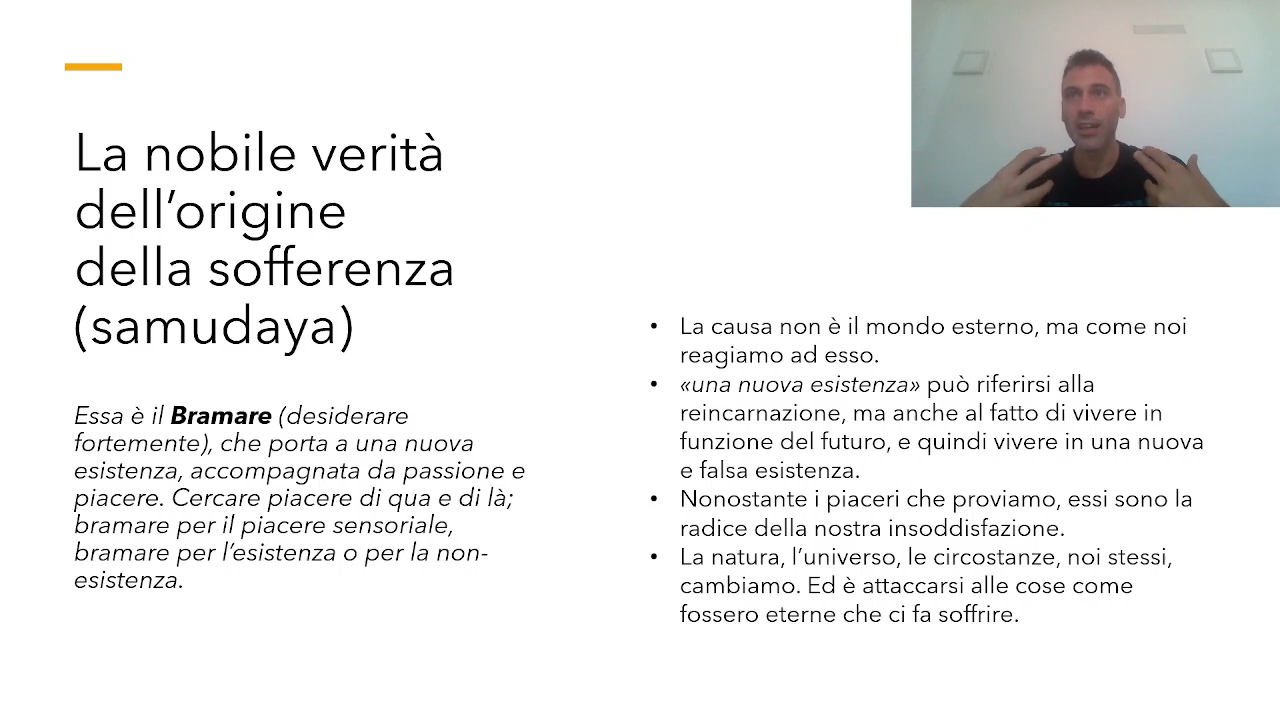 La nobile verità
dell’origine
della sofferenza
(samudaya)
Essa è il Bramare (desiderare
fortemente), che porta a una nuova
esistenza, accompagnata da passione e
piacere. Cercare piacere di qua e di là;
bramare per il piacere sensoriale,
bramare per l’esistenza o per la non-
esistenza.
• La causa non è il mondo esterno, ma come noi
reagiamo ad esso.
• «una nuova esistenza» può riferirsi alla
reincarnazione, ma anche al fatto di vivere in
funzione del futuro, e quindi vivere in una nuova
e falsa esistenza.
• Nonostante i piaceri che proviamo, essi sono la
radice della nostra insoddisfazione.
• La natura, l’universo, le circostanze, noi stessi,
cambiamo. Ed è attaccarsi alle cose come
fossero eterne che ci fa soffrire.